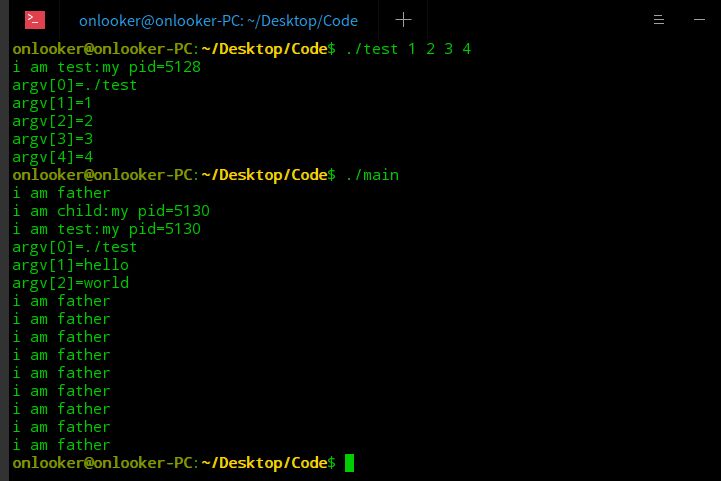 onlooker@onlooker-PC: ~/Desktop/Code
onlooker@onlooker-PC:~/Desktop/Code$ ./test 1 2 3 4
i am test:my pid=5128
argv[0]=./test
argv[1]=1
argv[2]=2
argv[3]=3
argv[4]=4
onlooker@onlooker-PC:~/Desktop/Code$ ./main
i am father
i am child:my pid=5130
i am test:my pid=5130
argv[0]=./test
argv[1]=hello
argv[2]=world
i am father
i am father
i am father
i am father
i am father
i am father
i am father
i am father
i am father
onlooker@onlooker-PC:~/Desktop/Code$